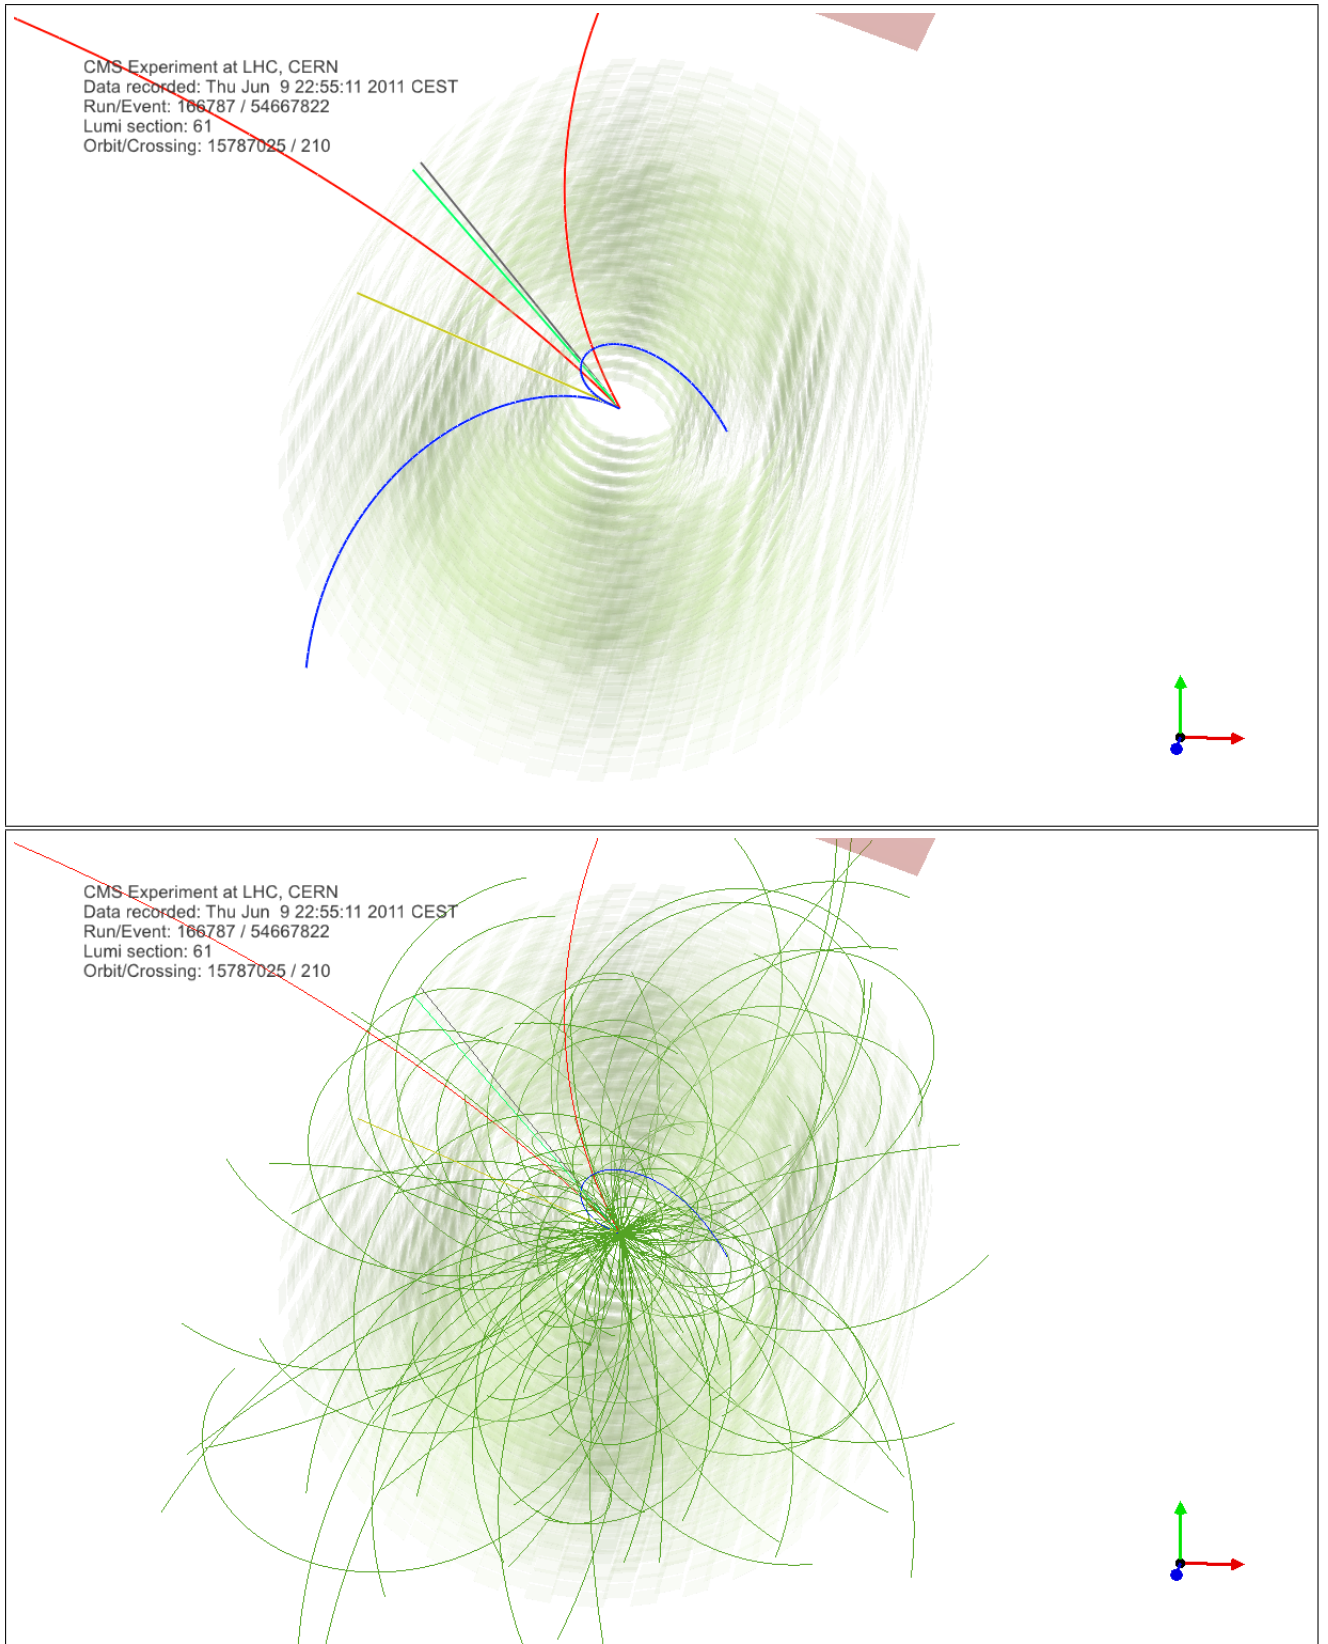 CMS Experiment at LHC, CERN
Data recorded: Thu Jun  9 22:55:11 2011 CEST
Run/Event: 166787 / 54667822
Lumi section: 61
Orbit/Crossing: 15787025 / 210
CMS Experiment at LHC, CERN
Data recorded: Thu Jun  9 22:55:11 2011 CEST
Run/Event: 166787 / 54667822
Lumi section: 61
Orbit/Crossing: 15787025 / 210